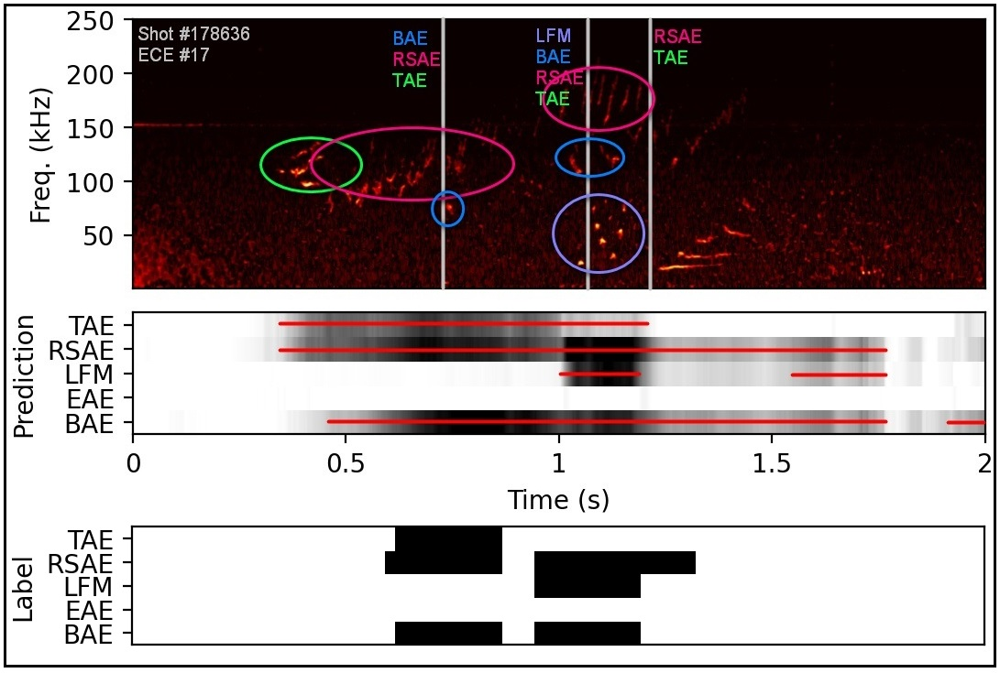 250
200
150
100
50
Freq. (kHz)
Shot #178636
ECE #17
BAE
RSAE
TAE
LFM
BAE
RSAE
TAE
RSAE
TAE
Prediction
TAE
RSAE
LFM
EAE
BAE
0 0.5 1 1.5 2
Time (s)
Label
TAE
RSAE
LFM
EAE
BAE